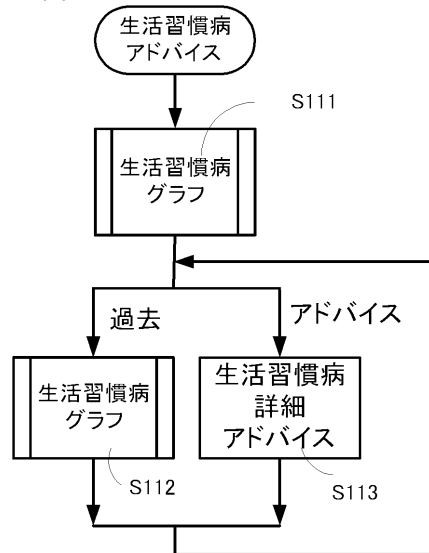 生活習慣病
アドバイス
S111
生活習慣病
グラフ
過去
アドバイス
生活習慣病
グラフ
生活習慣病
詳細
アドバイス
S112
S113